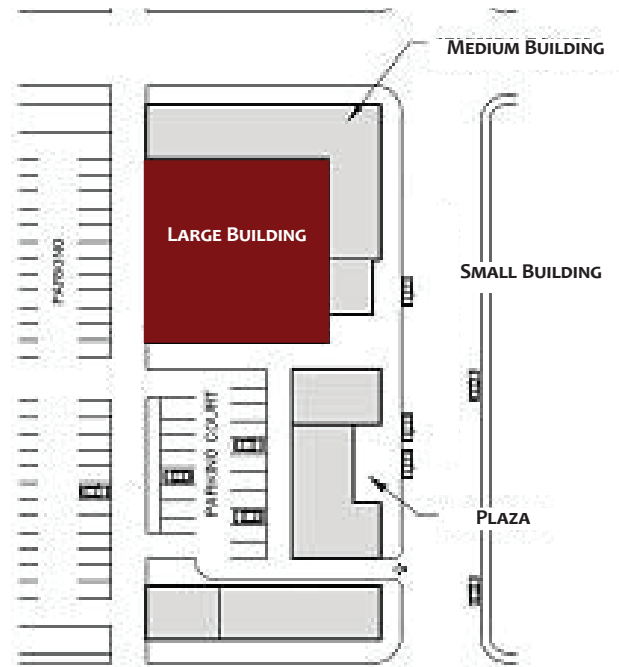 MEDIUM BUILDING
LARGE BUILDING
SMALL BUILDING
PARKING
PARKING COURT
PLAZA